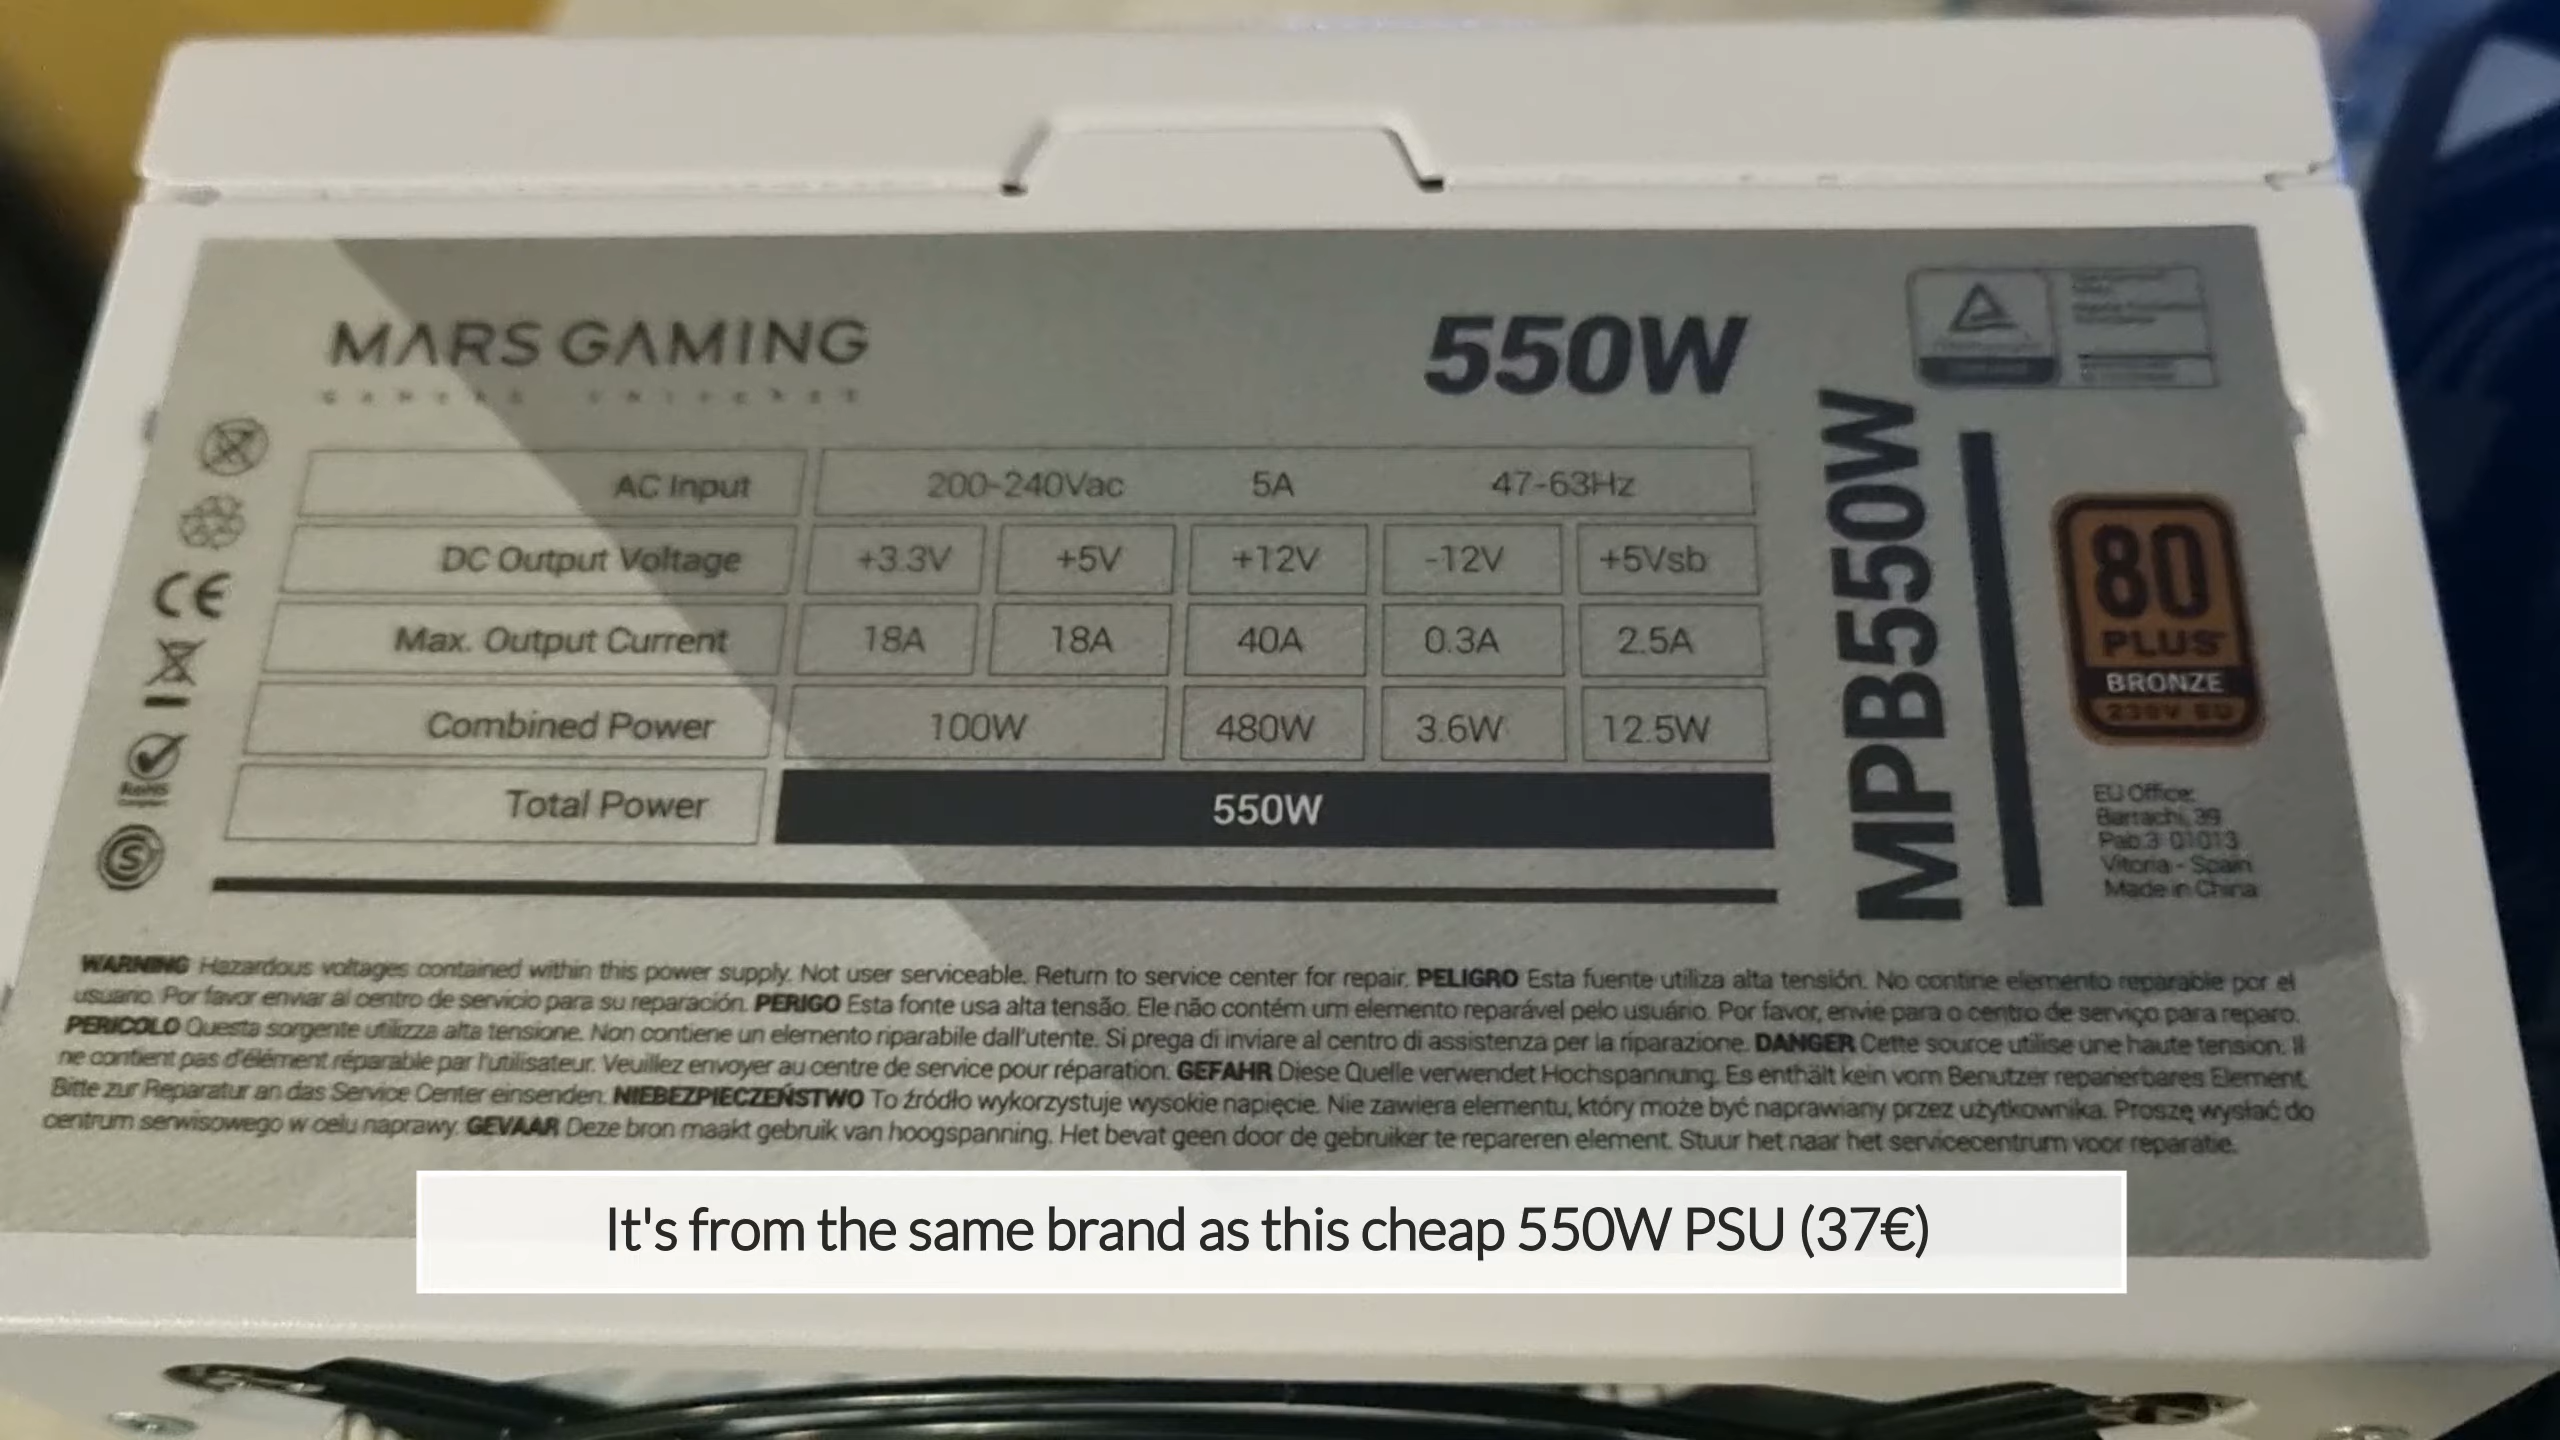 MARS GAMING
550W
AC Input 200-240Vac 5A 47-63Hz
DC Output Voltage +3.3V +5V +12V -12V +5Vsb
Max. Output Current 18A 18A 40A 0.3A 2.5A
Combined Power 100W 480W 3.6W 12.5W
Total Power 550W
MPB550W
80
PLUS
BRONZE
230V EU
CE
RoHS
EU Office:
Barrachi, 39
Pab.3 01013
Vitoria - Spain
Made in China
WARNING Hazardous voltages contained within this power supply. Not user serviceable. Return to service center for repair. PELIGRO Esta fuente utiliza alta tensión. No contine elemento reparable por el
usuario. Por favor enviar al centro de servicio para su reparación. PERIGO Esta fonte usa alta tensão. Ele não contém um elemento reparável pelo usuário. Por favor, envie para o centro de serviço para reparo.
PERICOLO Questa sorgente utilizza alta tensione. Non contiene un elemento riparabile dall'utente. Si prega di inviare al centro di assistenza per la riparazione. DANGER Cette source utilise une haute tension. Il
ne contient pas d'élément réparable par l'utilisateur. Veuillez envoyer au centre de service pour réparation. GEFAHR Diese Quelle verwendet Hochspannung. Es enthält kein vom Benutzer reparierbares Element.
Bitte zur Reparatur an das Service Center einsenden. NIEBEZPIECZEŃSTWO To źródło wykorzystuje wysokie napięcie. Nie zawiera elementu, który może być naprawiany przez użytkownika. Proszę wysłać do
centrum serwisowego w celu naprawy. GEVAAR Deze bron maakt gebruik van hoogspanning. Het bevat geen door de gebruiker te repareren element. Stuur het naar het servicecentrum voor reparatie.
It's from the same brand as this cheap 550W PSU (37€)